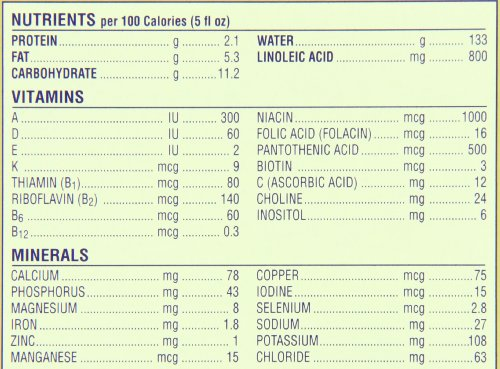 NUTRIENTS per 100 Calories (5 fl oz)
PROTEIN g 2.1
FAT g 5.3
CARBOHYDRATE g 11.2
WATER g 133
LINOLEIC ACID mg 800
VITAMINS
A IU 300
D IU 60
E IU 2
K mcg 9
THIAMIN (B1) mcg 80
RIBOFLAVIN (B2) mcg 140
B6 mcg 60
B12 mcg 0.3
NIACIN mcg 1000
FOLIC ACID (FOLACIN) mcg 16
PANTOTHENIC ACID mcg 500
BIOTIN mcg 3
C (ASCORBIC ACID) mg 12
CHOLINE mg 24
INOSITOL mg 6
MINERALS
CALCIUM mg 78
PHOSPHORUS mg 43
MAGNESIUM mg 8
IRON mg 1.8
ZINC mg 1
MANGANESE mcg 15
COPPER mcg 75
IODINE mcg 15
SELENIUM mcg 2.8
SODIUM mg 27
POTASSIUM mg 108
CHLORIDE mg 63